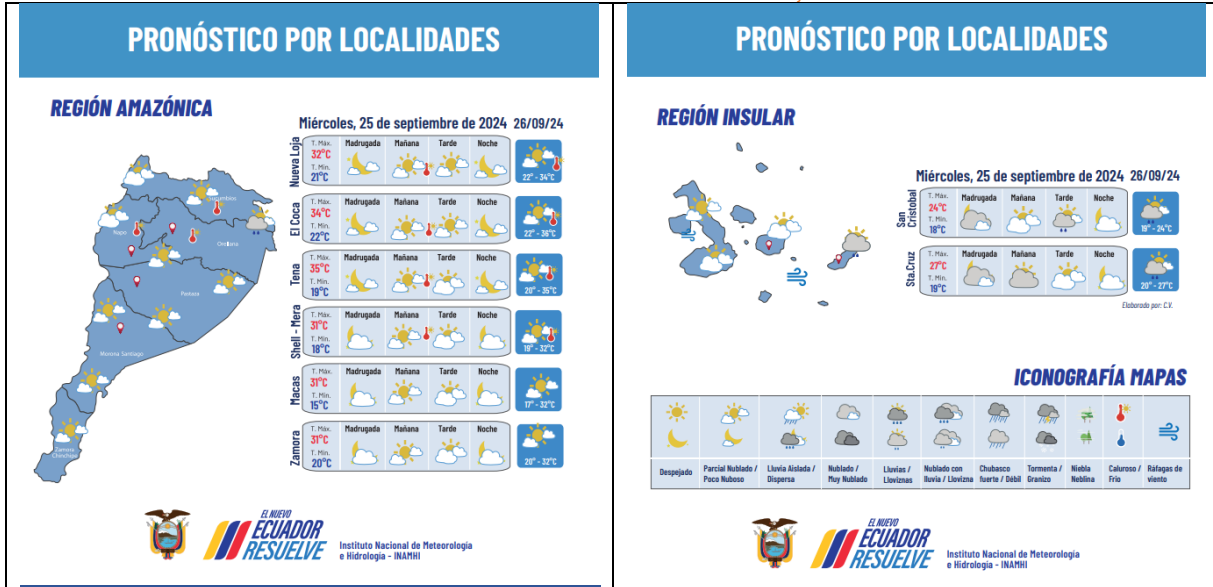 PRONÓSTICO POR LOCALIDADES
REGIÓN AMAZÓNICA
Miércoles, 25 de septiembre de 2024 26/09/24
Nueva Loja
T. Máx. Madrugada Mañana Tarde Noche
32°C
T. Mín.
21°C
22° - 34°C
El Coca
T. Máx. Madrugada Mañana Tarde Noche
34°C
T. Mín.
22°C
22° - 36°C
Tena
T. Máx. Madrugada Mañana Tarde Noche
35°C
T. Mín.
19°C
20° - 35°C
Shell - Mera
T. Máx. Madrugada Mañana Tarde Noche
31°C
T. Mín.
18°C
19° - 32°C
Macas
T. Máx. Madrugada Mañana Tarde Noche
31°C
T. Mín.
15°C
17° - 32°C
Zamora
T. Máx. Madrugada Mañana Tarde Noche
31°C
T. Mín.
20°C
20° - 32°C
Sucumbíos
Napo
Orellana
Pastaza
Morona Santiago
Zamora
Chinchipe
EL NUEVO
ECUADOR
RESUELVE
Instituto Nacional de Meteorología
e Hidrología - INAMHI
PRONÓSTICO POR LOCALIDADES
REGIÓN INSULAR
Miércoles, 25 de septiembre de 2024 26/09/24
San
Cristobal
T. Máx. Madrugada Mañana Tarde Noche
24°C
T. Mín.
18°C
19° - 24°C
Sta.Cruz
T. Máx. Madrugada Mañana Tarde Noche
27°C
T. Mín.
19°C
20° - 27°C
Elaborado por: C.V.
ICONOGRAFÍA MAPAS
Despejado
Parcial Nublado /
Poco Nuboso
Lluvia Aislada /
Dispersa
Nublado /
Muy Nublado
Lluvias /
Lloviznas
Nublado con
lluvia / Llovizna
Chubasco
fuerte / Débil
Tormenta /
Granizo
Niebla
Neblina
Caluroso /
Frío
Ráfagas de
viento
EL NUEVO
ECUADOR
RESUELVE
Instituto Nacional de Meteorología
e Hidrología - INAMHI